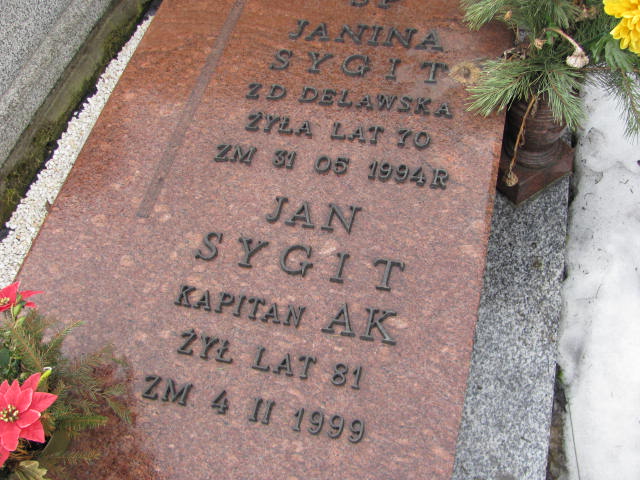 ŚP
JANINA
SYGIT
ZD DELAWSKA
ŻYŁA LAT 70
ZM 31 05 1994R
JAN
SYGIT
KAPITAN AK
ŻYŁ LAT 81
ZM 4 II 1999